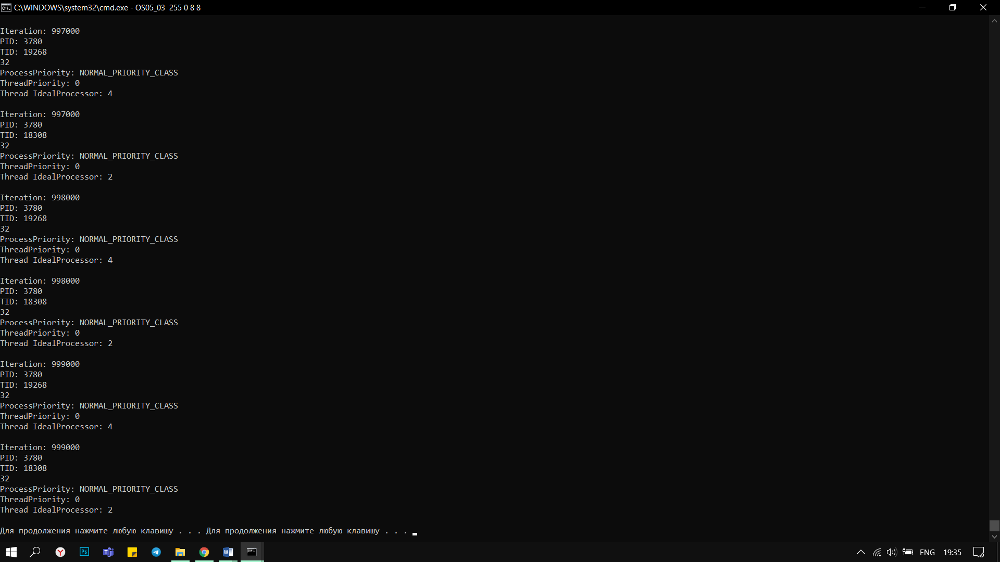 C:\WINDOWS\system32\cmd.exe - OS05_03  255 0 8 8
Iteration: 997000
PID: 3780
TID: 19268
32
ProcessPriority: NORMAL_PRIORITY_CLASS
ThreadPriority: 0
Thread IdealProcessor: 4
Iteration: 997000
PID: 3780
TID: 18308
32
ProcessPriority: NORMAL_PRIORITY_CLASS
ThreadPriority: 0
Thread IdealProcessor: 2
Iteration: 998000
PID: 3780
TID: 19268
32
ProcessPriority: NORMAL_PRIORITY_CLASS
ThreadPriority: 0
Thread IdealProcessor: 4
Iteration: 998000
PID: 3780
TID: 18308
32
ProcessPriority: NORMAL_PRIORITY_CLASS
ThreadPriority: 0
Thread IdealProcessor: 2
Iteration: 999000
PID: 3780
TID: 19268
32
ProcessPriority: NORMAL_PRIORITY_CLASS
ThreadPriority: 0
Thread IdealProcessor: 4
Iteration: 999000
PID: 3780
TID: 18308
32
ProcessPriority: NORMAL_PRIORITY_CLASS
ThreadPriority: 0
Thread IdealProcessor: 2
Для продолжения нажмите любую клавишу . . . Для продолжения нажмите любую клавишу . . .
ENG 19:35